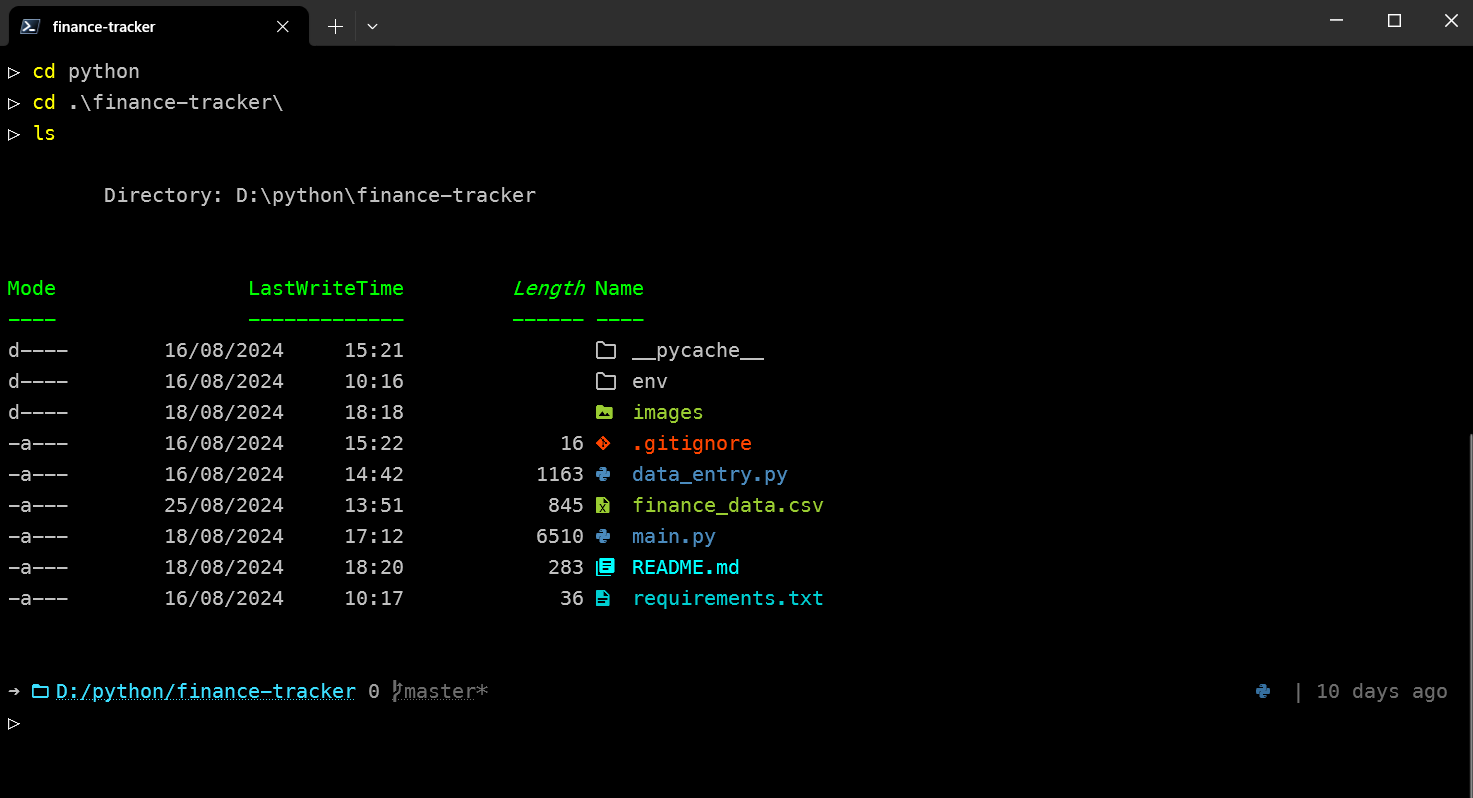 finance-tracker
▷ cd python
▷ cd .\finance-tracker\
▷ ls
Directory: D:\python\finance-tracker
Mode LastWriteTime Length Name
---- ------------- ------ ----
d---- 16/08/2024 15:21 __pycache__
d---- 16/08/2024 10:16 env
d---- 18/08/2024 18:18 images
-a--- 16/08/2024 15:22 16 .gitignore
-a--- 16/08/2024 14:42 1163 data_entry.py
-a--- 25/08/2024 13:51 845 finance_data.csv
-a--- 18/08/2024 17:12 6510 main.py
-a--- 18/08/2024 18:20 283 README.md
-a--- 16/08/2024 10:17 36 requirements.txt
➜ D:/python/finance-tracker 0 master* | 10 days ago
▷